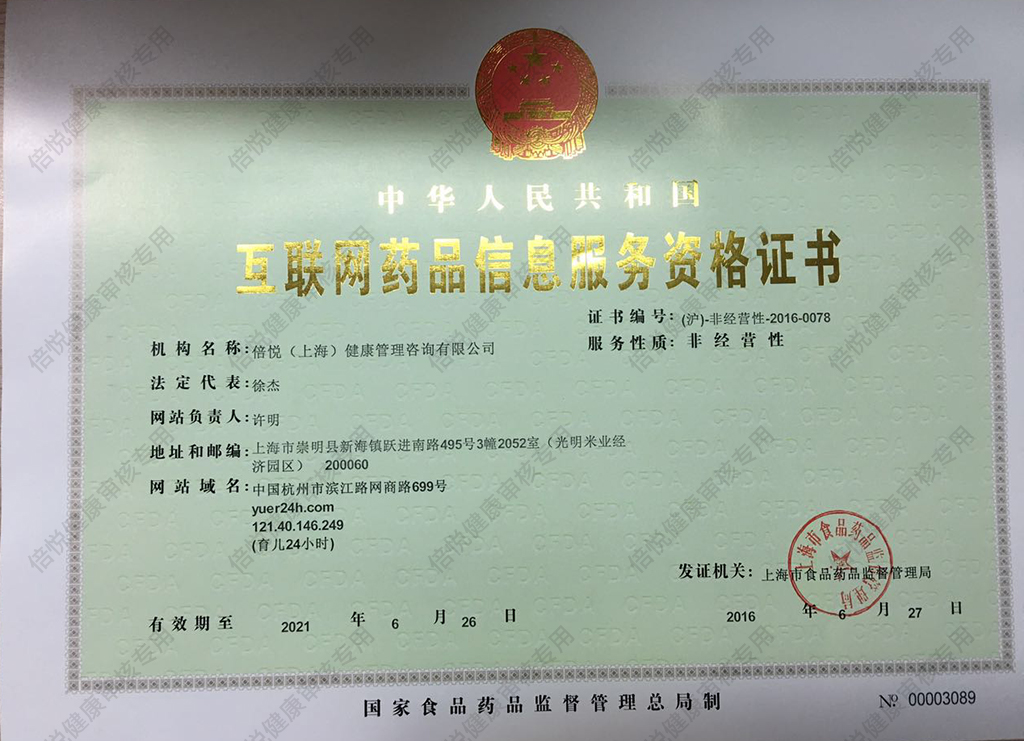 中华人民共和国
互联网药品信息服务资格证书
证书编号：(沪)-非经营性-2016-0078
服务性质：非经营性
机构名称：倍悦（上海）健康管理咨询有限公司
法定代表：徐杰
网站负责人：许明
地址和邮编：上海市崇明县新海镇跃进南路495号3幢2052室（光明米业经
济园区） 200060
网站域名：中国杭州市滨江路网商路699号
yuer24h.com
121.40.146.249
(育儿24小时)
发证机关：上海市食品药品监督管理局
上海市食品药品监督管理局
有效期至 2021 年 6 月 26 日
2016 年 6 月 27 日
国家食品药品监督管理总局制
№ 00003089
倍悦健康审核专用